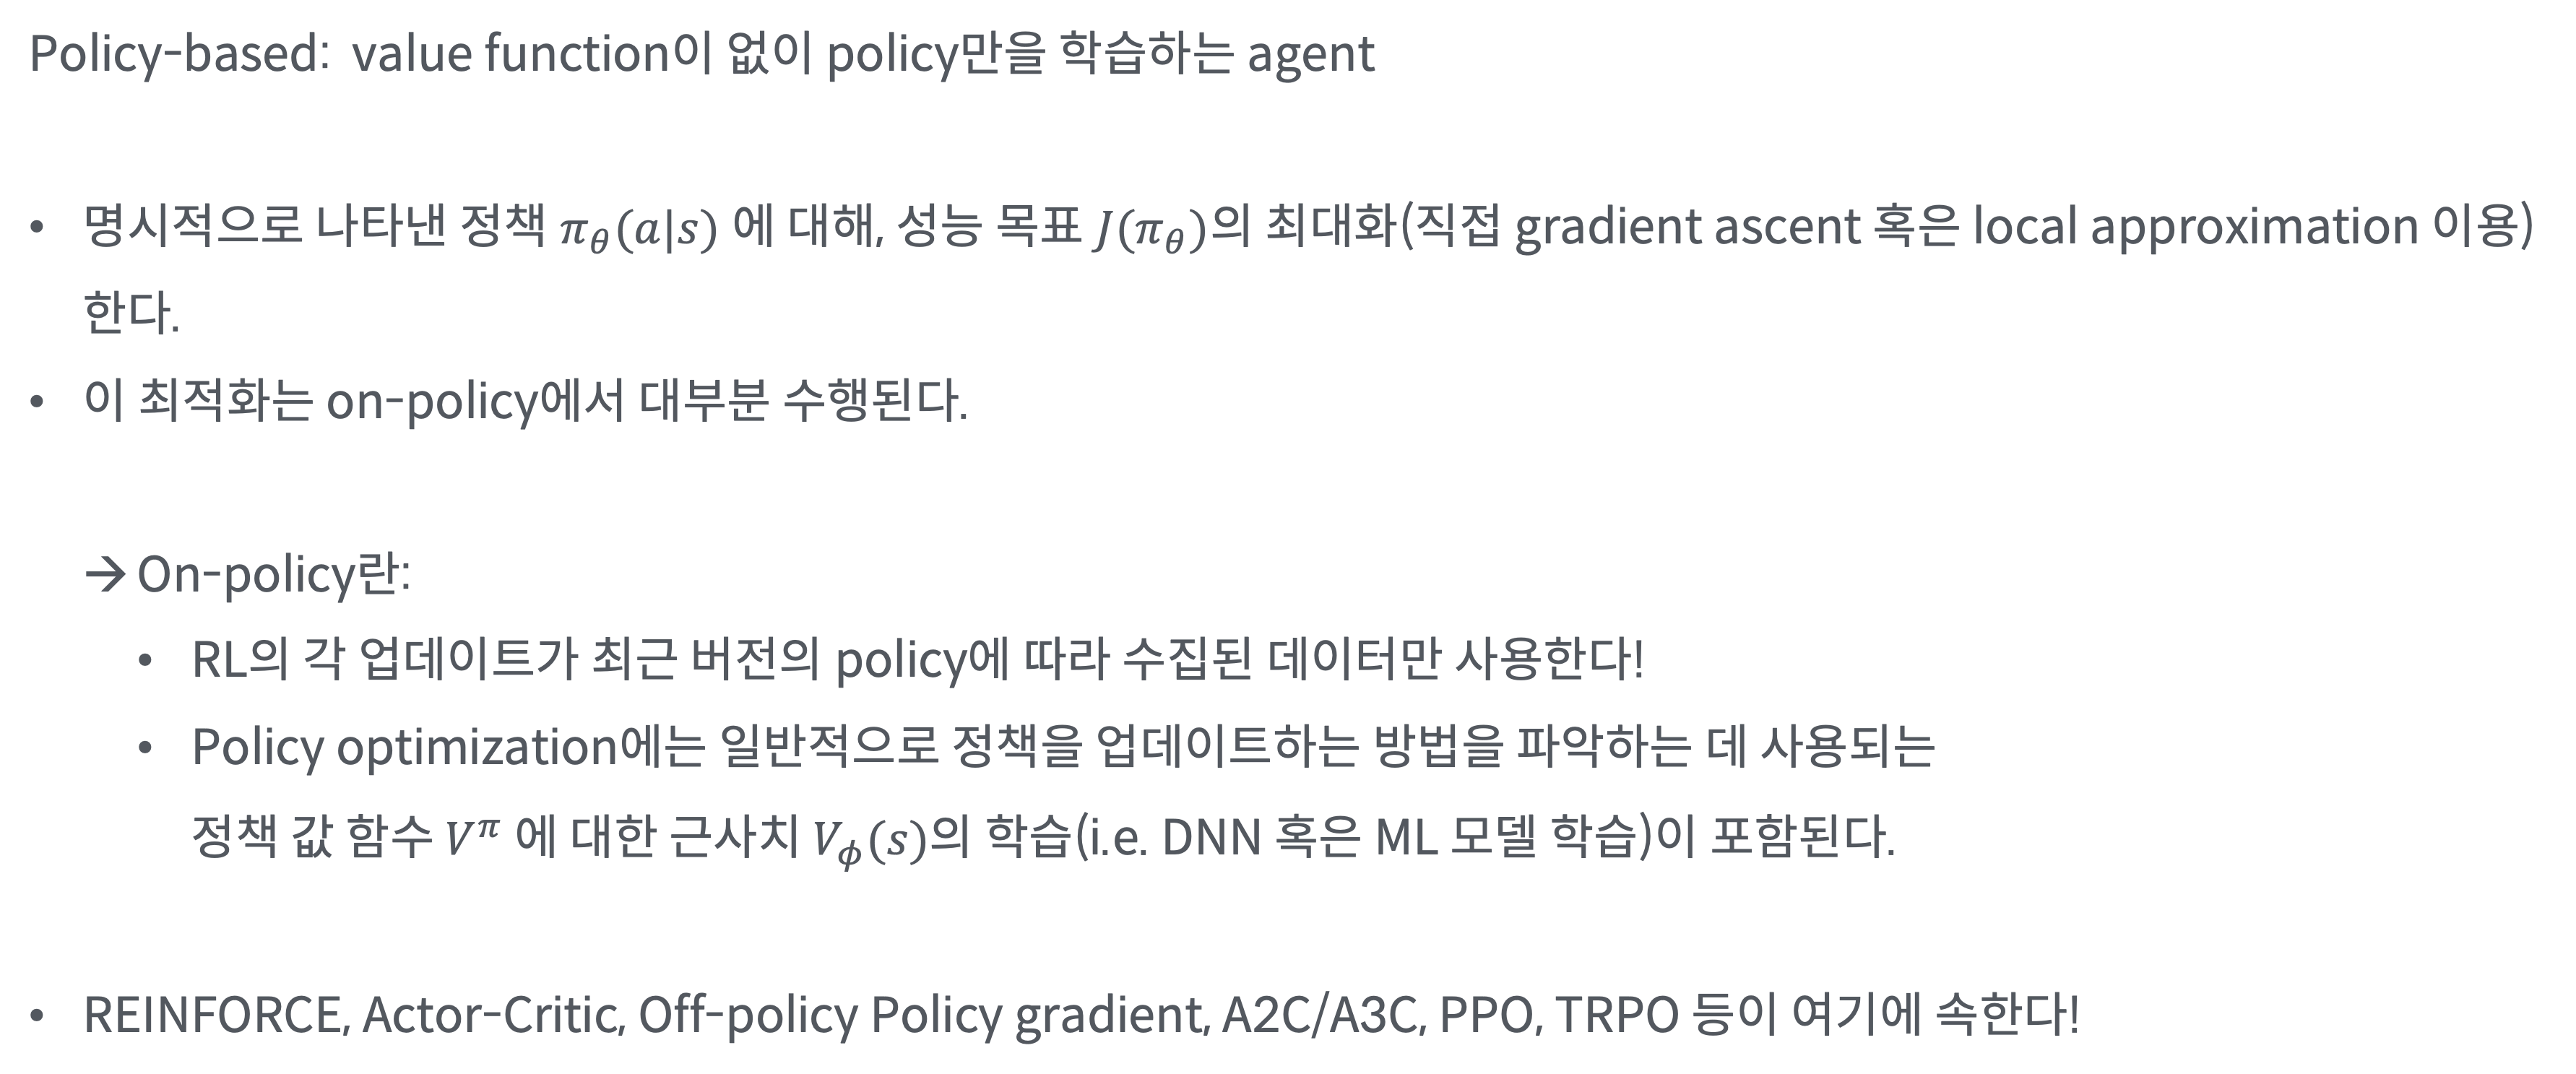 Policy-based: value function이 없이 policy만을 학습하는 agent
• 명시적으로 나타낸 정책 π_θ(a|s) 에 대해, 성능 목표 J(π_θ)의 최대화(직접 gradient ascent 혹은 local approximation 이용)
한다.
• 이 최적화는 on-policy에서 대부분 수행된다.
→ On-policy란:
• RL의 각 업데이트가 최근 버전의 policy에 따라 수집된 데이터만 사용한다!
• Policy optimization에는 일반적으로 정책을 업데이트하는 방법을 파악하는 데 사용되는
정책 값 함수 V^π 에 대한 근사치 V_ϕ(s)의 학습(i.e. DNN 혹은 ML 모델 학습)이 포함된다.
• REINFORCE, Actor-Critic, Off-policy Policy gradient, A2C/A3C, PPO, TRPO 등이 여기에 속한다!